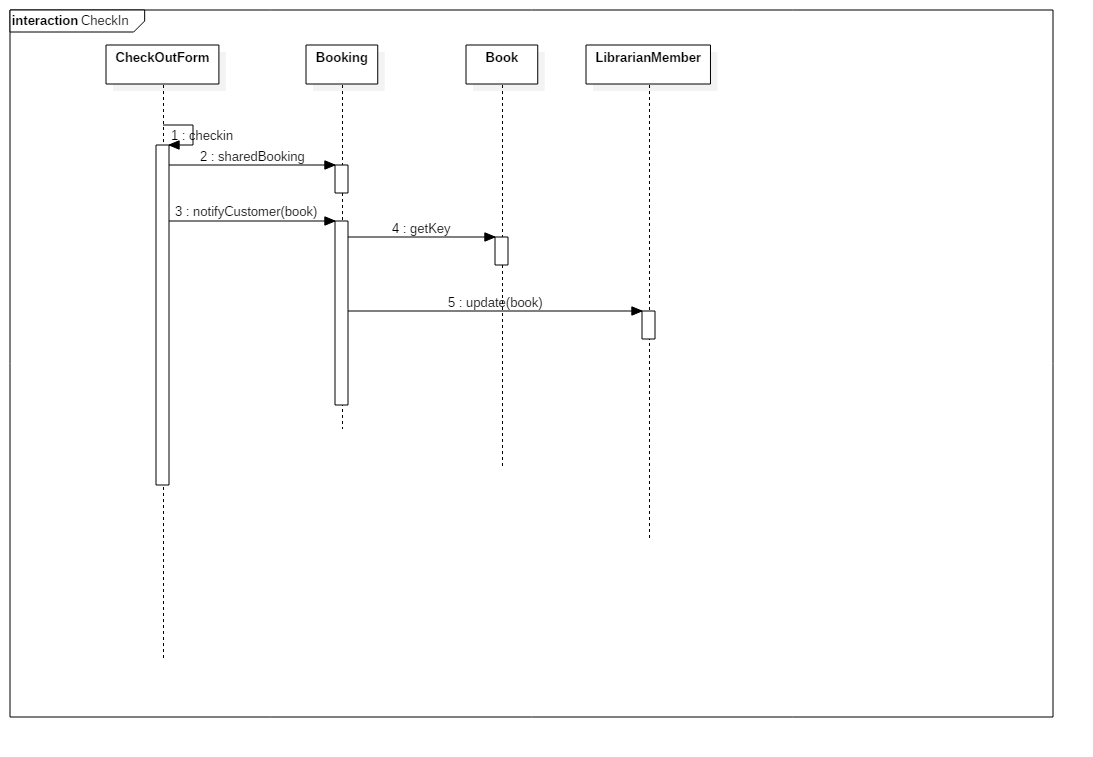 interaction CheckIn
CheckOutForm
Booking
Book
LibrarianMember
1 : checkin
2 : sharedBooking
3 : notifyCustomer(book)
4 : getKey
5 : update(book)